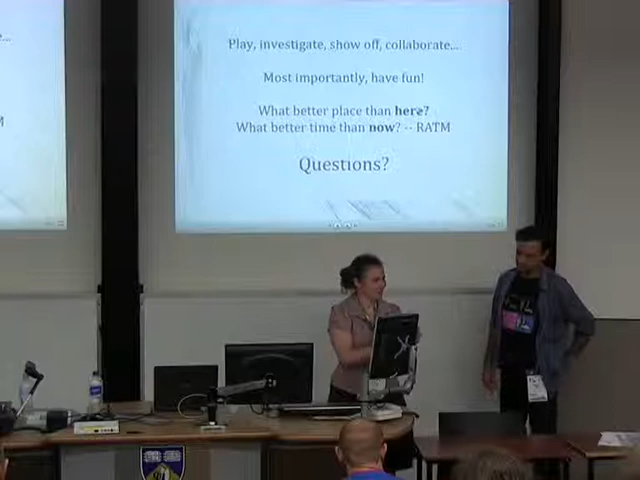 Play, investigate, show off, collaborate...
Most importantly, have fun!
What better place than here?
What better time than now? -- RATM
Questions?